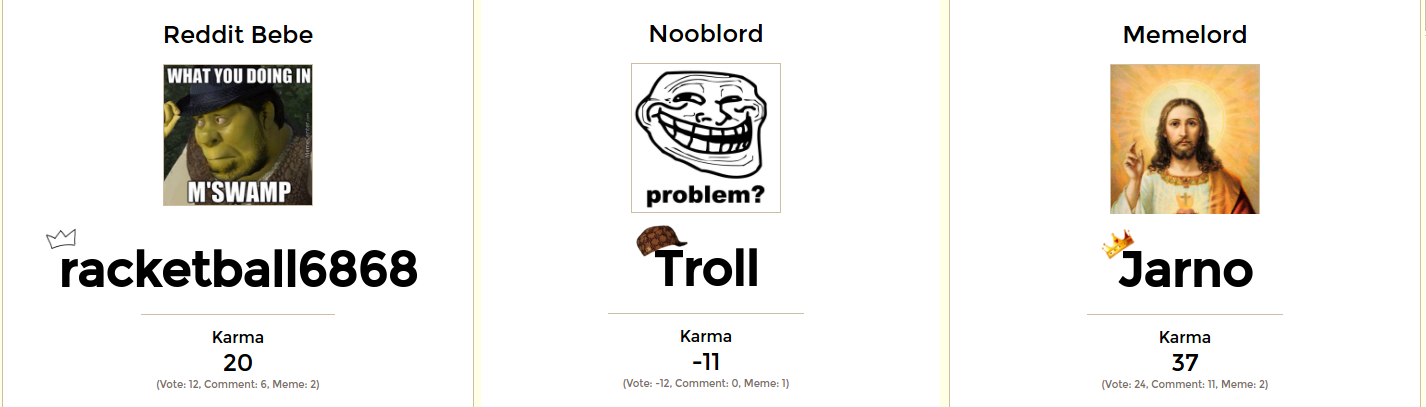 Reddit Bebe
WHAT YOU DOING IN
M'SWAMP
racketball6868
Karma
20
(Vote: 12, Comment: 6, Meme: 2)
Nooblord
problem?
Troll
Karma
-11
(Vote: -12, Comment: 0, Meme: 1)
Memelord
Jarno
Karma
37
(Vote: 24, Comment: 11, Meme: 2)